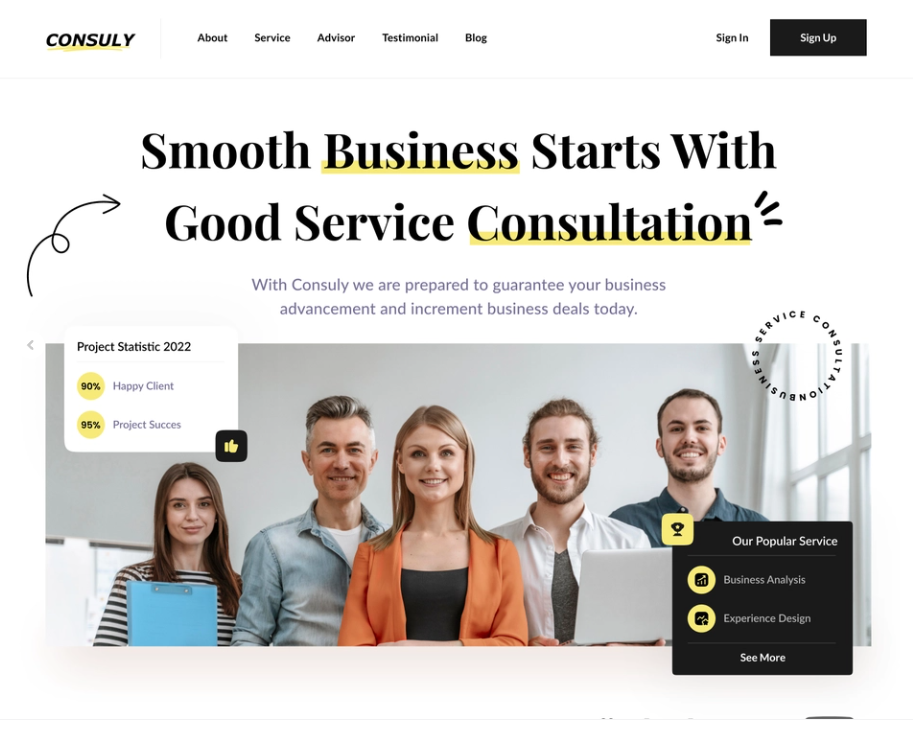 CONSULY
About
Service
Advisor
Testimonial
Blog
Sign In
Sign Up
Smooth Business Starts With
Good Service Consultation
With Consuly we are prepared to guarantee your business
advancement and increment business deals today.
BUSINESS SERVICE CONSULTATION
Project Statistic 2022
90% Happy Client
95% Project Succes
Our Popular Service
Business Analysis
Experience Design
See More